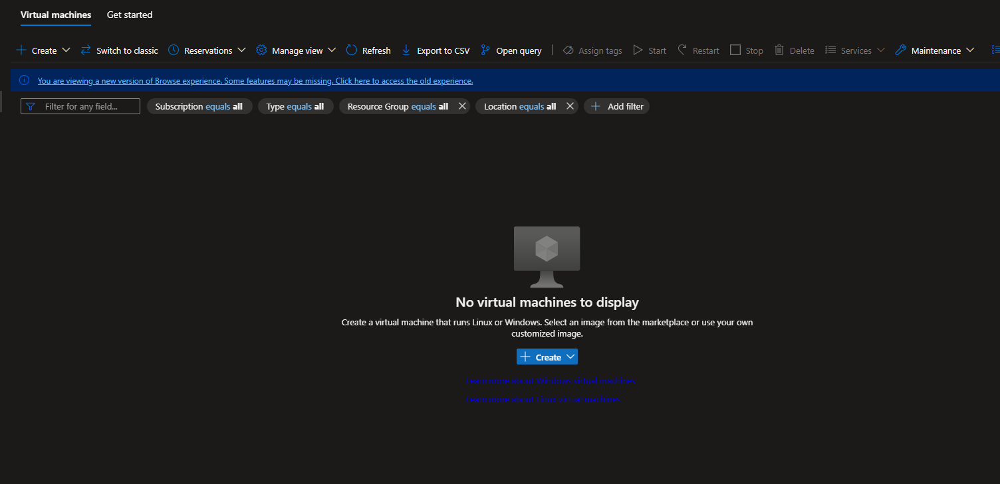 Virtual machines Get started
Create Switch to classic Reservations Manage view Refresh Export to CSV Open query Assign tags Start Restart Stop Delete Services Maintenance
You are viewing a new version of Browse experience. Some features may be missing. Click here to access the old experience.
Filter for any field... Subscription equals all Type equals all Resource Group equals all Location equals all Add filter
No virtual machines to display
Create a virtual machine that runs Linux or Windows. Select an image from the marketplace or use your own
customized image.
Create
Learn more about Windows virtual machines
Learn more about Linux virtual machines